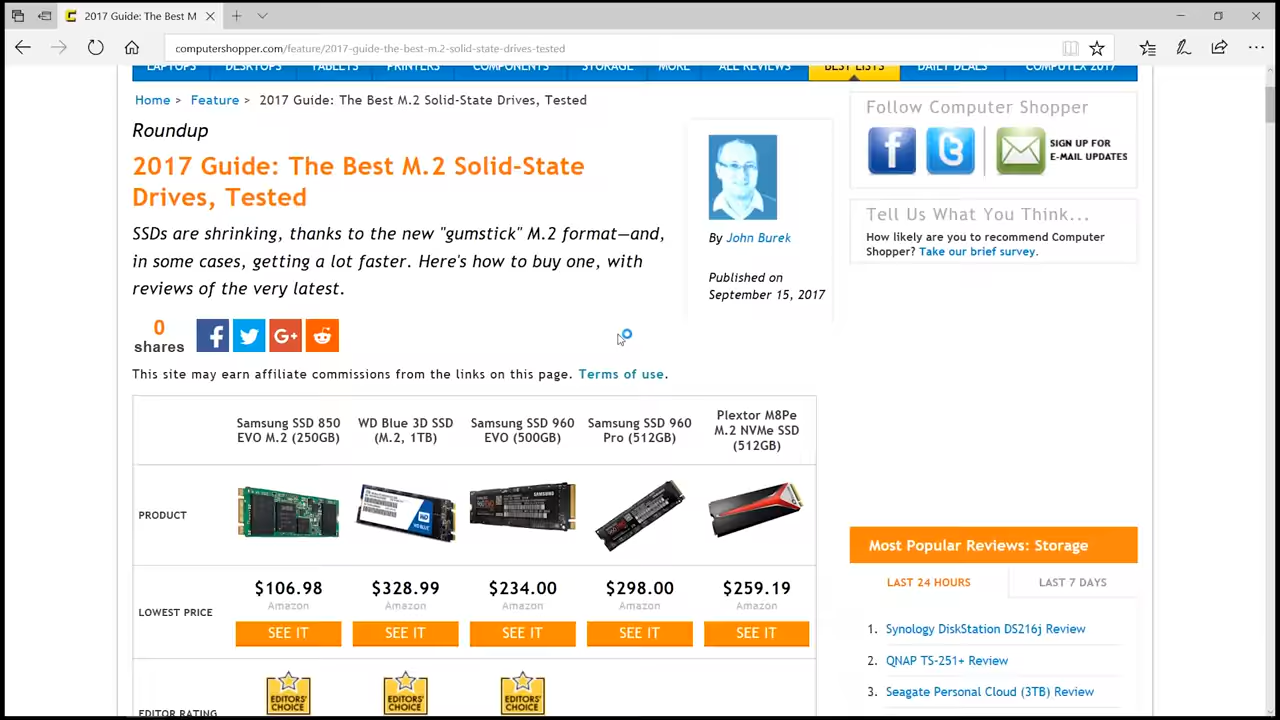 2017 Guide: The Best M
computershopper.com/feature/2017-guide-the-best-m.2-solid-state-drives-tested
LAPTOPS DESKTOPS TABLETS PRINTERS COMPONENTS STORAGE MORE ALL REVIEWS BEST LISTS DAILY DEALS COMPUTEX 2017
Home > Feature > 2017 Guide: The Best M.2 Solid-State Drives, Tested
Roundup
2017 Guide: The Best M.2 Solid-State
Drives, Tested
SSDs are shrinking, thanks to the new "gumstick" M.2 format—and,
in some cases, getting a lot faster. Here's how to buy one, with
reviews of the very latest.
By John Burek
Published on
September 15, 2017
0
shares
This site may earn affiliate commissions from the links on this page. Terms of use.
Samsung SSD 850
EVO M.2 (250GB)
WD Blue 3D SSD
(M.2, 1TB)
Samsung SSD 960
EVO (500GB)
Samsung SSD 960
Pro (512GB)
Plextor M8Pe
M.2 NVMe SSD
(512GB)
PRODUCT
LOWEST PRICE
$106.98
Amazon
SEE IT
$328.99
Amazon
SEE IT
$234.00
Amazon
SEE IT
$298.00
Amazon
SEE IT
$259.19
Amazon
SEE IT
EDITOR RATING
EDITORS'
CHOICE
EDITORS'
CHOICE
EDITORS'
CHOICE
Follow Computer Shopper
SIGN UP FOR
E-MAIL UPDATES
Tell Us What You Think...
How likely are you to recommend Computer
Shopper? Take our brief survey.
Most Popular Reviews: Storage
LAST 24 HOURS LAST 7 DAYS
1. Synology DiskStation DS216j Review
2. QNAP TS-251+ Review
3. Seagate Personal Cloud (3TB) Review